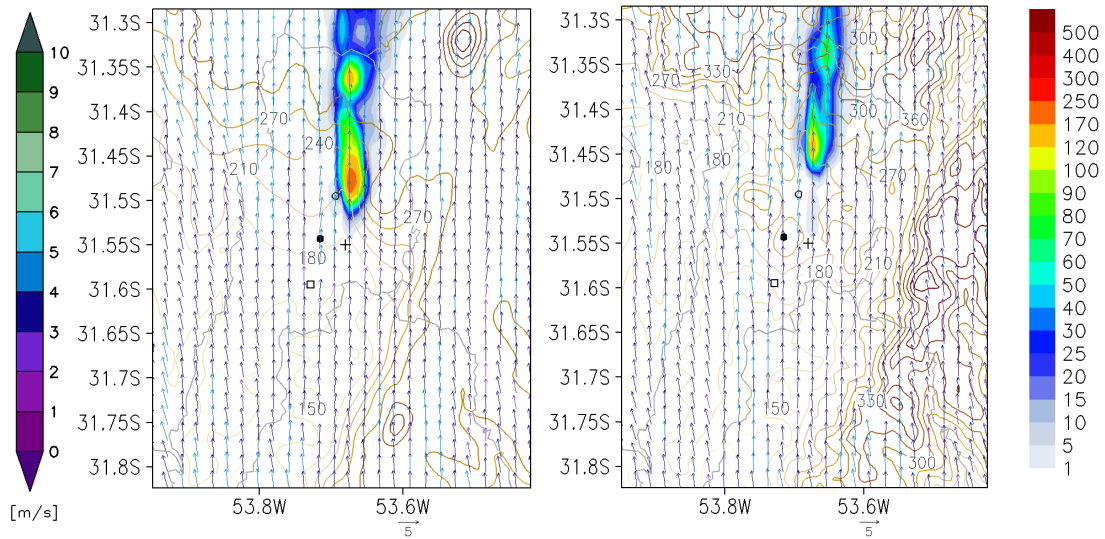 10
9
8
7
6
5
4
3
2
1
0
[m/s]
31.3S
31.35S
31.4S
31.45S
31.5S
31.55S
31.6S
31.65S
31.7S
31.75S
31.8S
270
240
210
270
180
150
53.8W
53.6W
5
31.3S
31.35S
31.4S
31.45S
31.5S
31.55S
31.6S
31.65S
31.7S
31.75S
31.8S
300
330
270
360
210
300
180
180
270
210
180
150
330
300
53.8W
53.6W
5
500
400
300
250
170
120
100
90
80
70
60
50
40
30
25
20
15
10
5
1